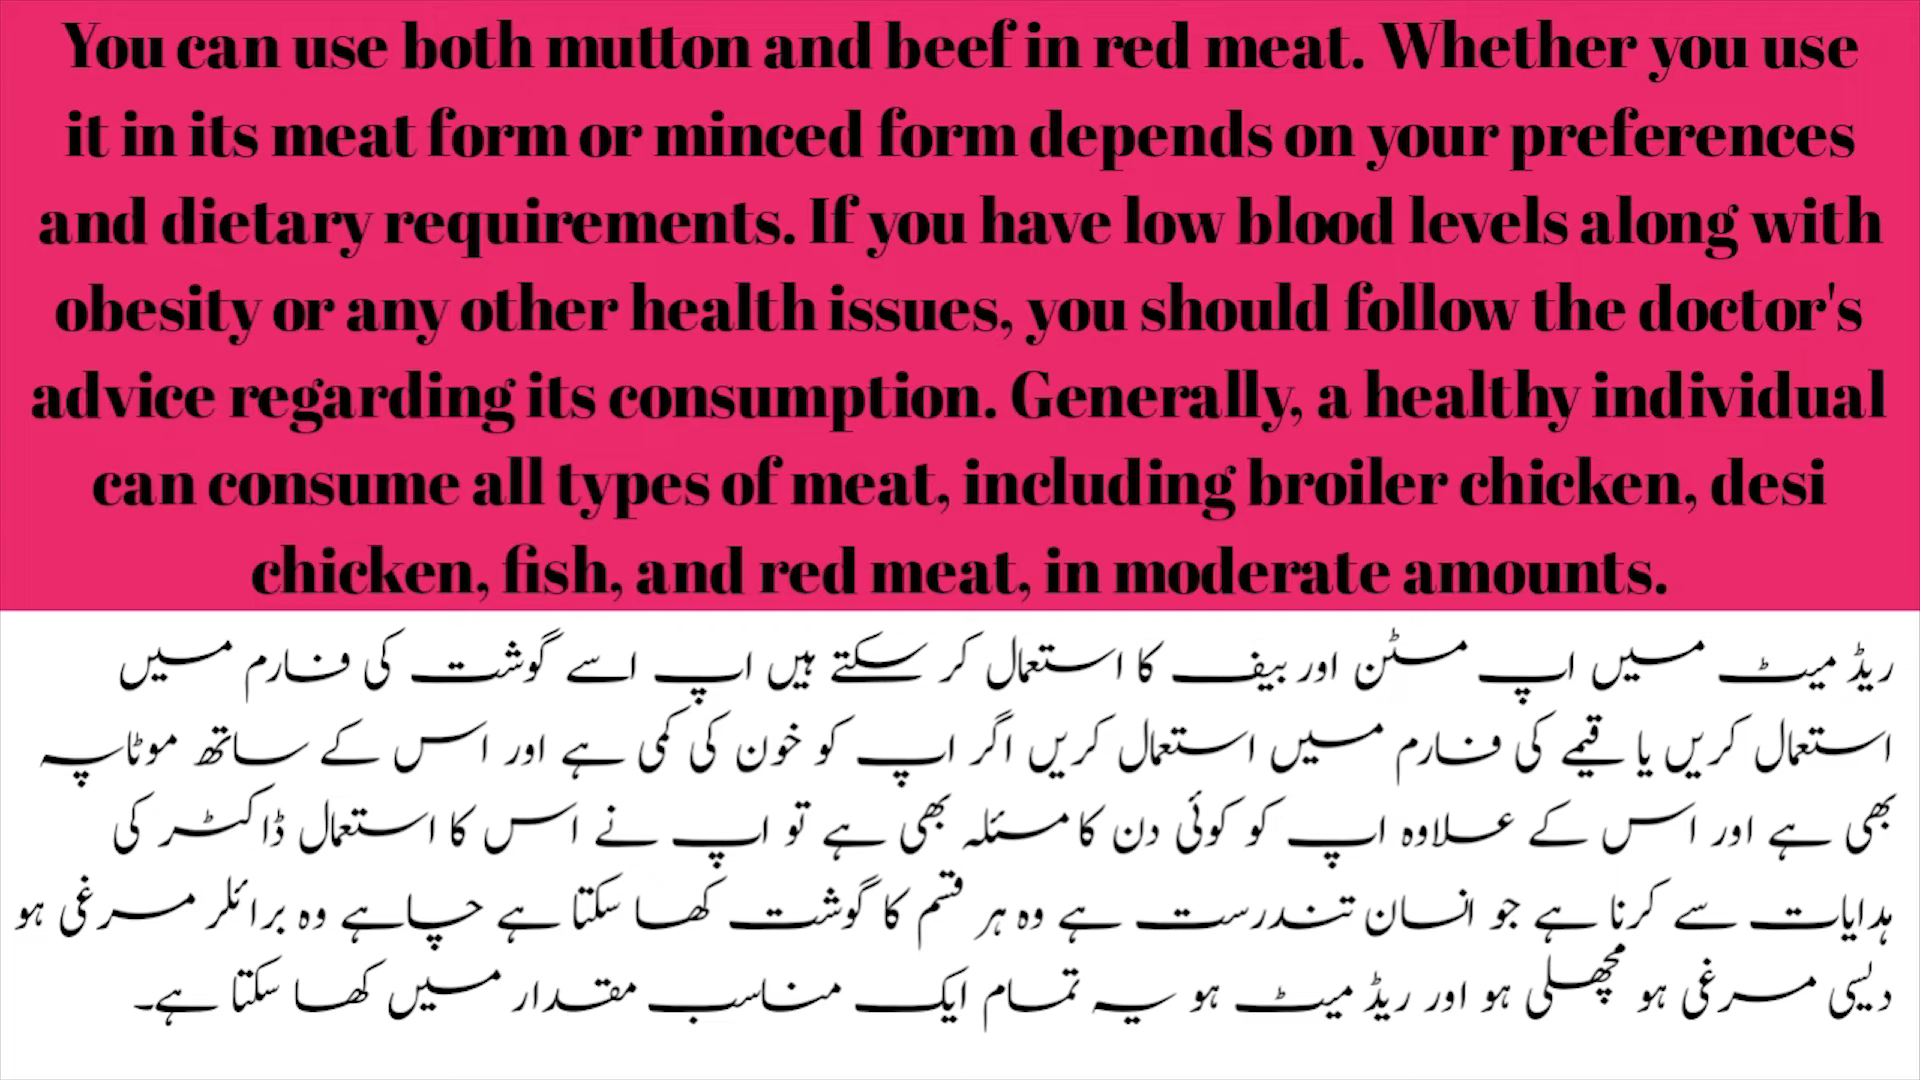 You can use both mutton and beef in red meat. Whether you use
it in its meat form or minced form depends on your preferences
and dietary requirements. If you have low blood levels along with
obesity or any other health issues, you should follow the doctor's
advice regarding its consumption. Generally, a healthy individual
can consume all types of meat, including broiler chicken, desi
chicken, fish, and red meat, in moderate amounts.
ریڈ میٹ میں اپ مٹن اور بیف کا استعمال کر سکتے ہیں اپ اسے گوشت کی فارم میں
استعمال کریں یا قیمے کی فارم میں استعمال کریں اگر اپ کو خون کی کمی ہے اور اس کے ساتھ موٹاپہ
بھی ہے اور اس کے علاوہ اپ کو کوئی دن کا مسئلہ بھی ہے تو اپ نے اس کا استعمال ڈاکٹر کی
ہدایات سے کرنا ہے جو انسان تندرست ہے وہ ہر قسم کا گوشت کھا سکتا ہے چاہے وہ برائلر مرغی ہو
دیسی مرغی ہو مچھلی ہو اور ریڈ میٹ ہو یہ تمام ایک مناسب مقدار میں کھا سکتا ہے۔